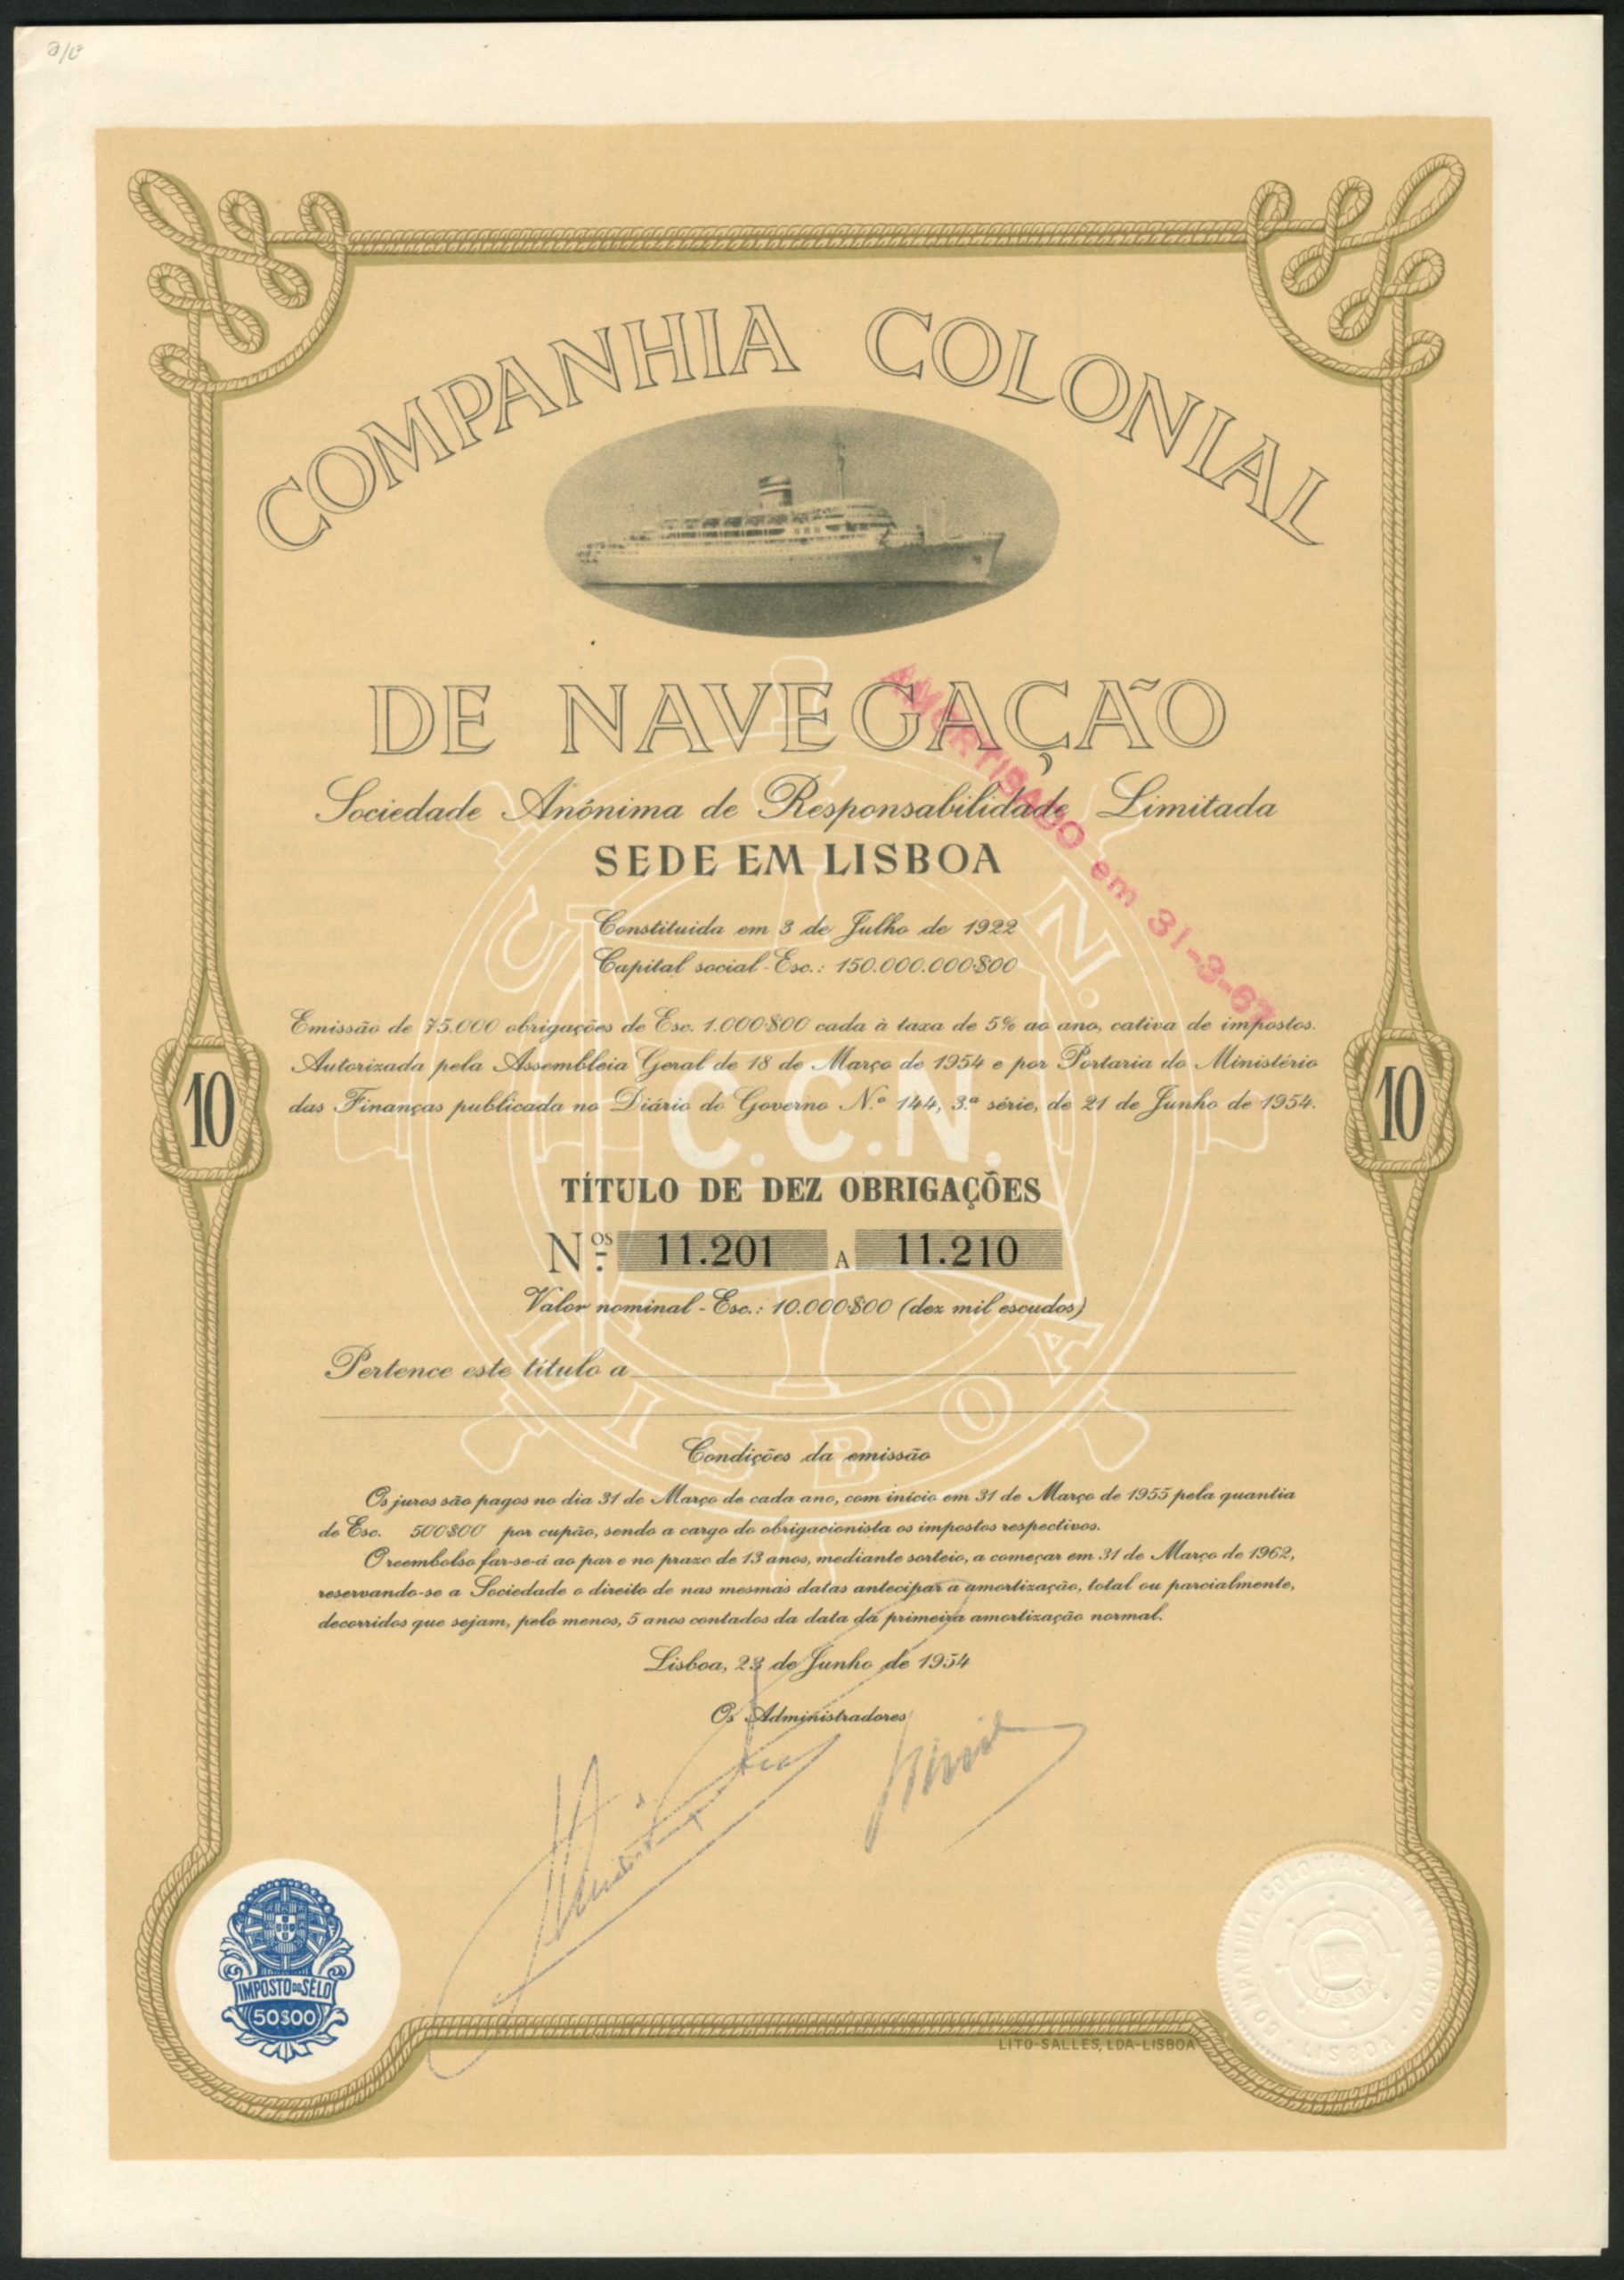 COMPANHIA COLONIAL
DE NAVEGAÇÃO
AMORTISADO em 31-3-67
Sociedade Anónima de Responsabilidade Limitada
SEDE EM LISBOA
Constituida em 3 de Julho de 1922
Capital social - Esc.: 150.000.000$00
Emissão de 75.000 obrigações de Esc. 1.000$00 cada à taxa de 5% ao ano, cativa de impostos.
Autorizada pela Assembleia Geral de 18 de Março de 1954 e por Portaria do Ministério
das Finanças publicada no Diário do Governo N.º 144, 3.ª série, de 21 de Junho de 1954.
10
10
C.C.N.
C. N.
LISBOA
TÍTULO DE DEZ OBRIGAÇÕES
Nºs 11.201 A 11.210
Valor nominal - Esc.: 10.000$00 (dez mil escudos)
Pertence este título a
Condições da emissão
Os juros são pagos no dia 31 de Março de cada ano, com início em 31 de Março de 1955 pela quantia
de Esc. 500$00 por cupão, sendo a cargo do obrigacionista os impostos respectivos.
O reembolso far-se-á ao par e no prazo de 13 anos, mediante sorteio, a começar em 31 de Março de 1962,
reservando-se a Sociedade o direito de nas mesmas datas antecipar a amortização, total ou parcialmente,
decorridos que sejam, pelo menos, 5 anos contados da data da primeira amortização normal.
Lisboa, 23 de Junho de 1954
Os Administradores
IMPOSTO DO SÊLO
50$00
COMPANHIA COLONIAL DE NAVEGAÇÃO
LISBOA
LITO-SALLES, LDA-LISBOA